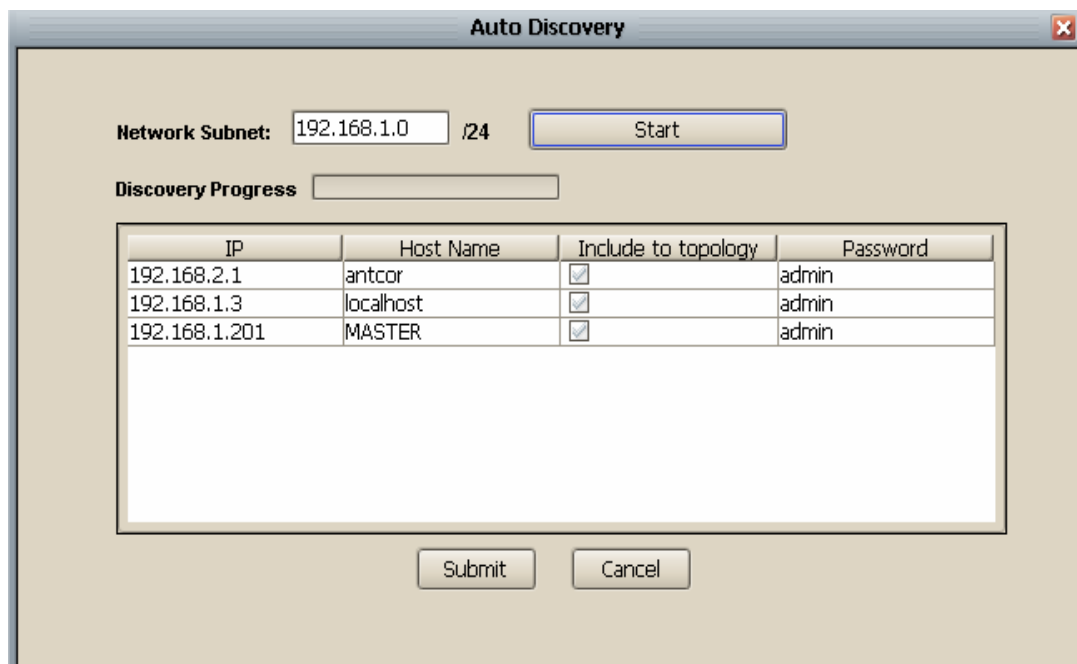 Auto Discovery
Network Subnet: 192.168.1.0 /24 Start
Discovery Progress
IP Host Name Include to topology Password
192.168.2.1 antcor admin
192.168.1.3 localhost admin
192.168.1.201 MASTER admin
Submit Cancel